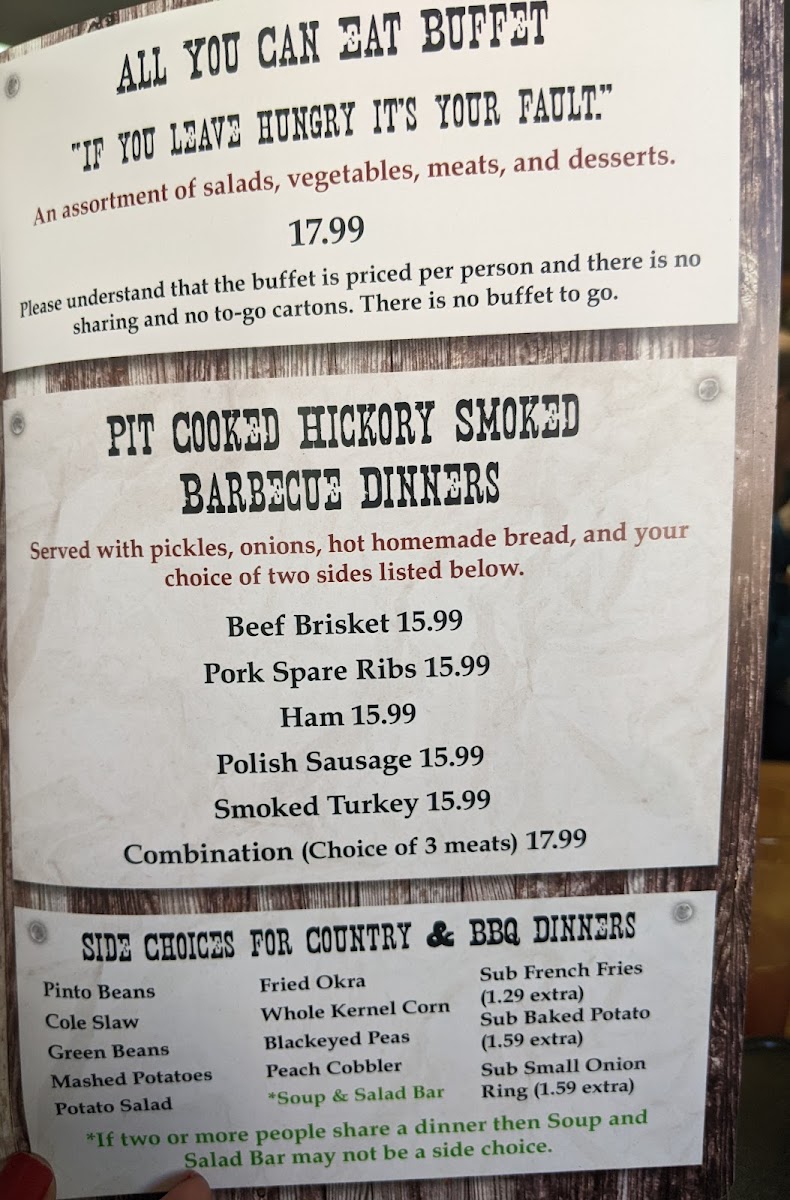 ALL YOU CAN EAT BUFFET
"IF YOU LEAVE HUNGRY IT'S YOUR FAULT."
An assortment of salads, vegetables, meats, and desserts.
17.99
Please understand that the buffet is priced per person and there is no
sharing and no to-go cartons. There is no buffet to go.
PIT COOKED HICKORY SMOKED
BARBECUE DINNERS
Served with pickles, onions, hot homemade bread, and your
choice of two sides listed below.
Beef Brisket 15.99
Pork Spare Ribs 15.99
Ham 15.99
Polish Sausage 15.99
Smoked Turkey 15.99
Combination (Choice of 3 meats) 17.99
SIDE CHOICES FOR COUNTRY & BBQ DINNERS
Pinto Beans
Cole Slaw
Green Beans
Mashed Potatoes
Potato Salad
Fried Okra
Whole Kernel Corn
Blackeyed Peas
Peach Cobbler
*Soup & Salad Bar
Sub French Fries
(1.29 extra)
Sub Baked Potato
(1.59 extra)
Sub Small Onion
Ring (1.59 extra)
*If two or more people share a dinner then Soup and
Salad Bar may not be a side choice.